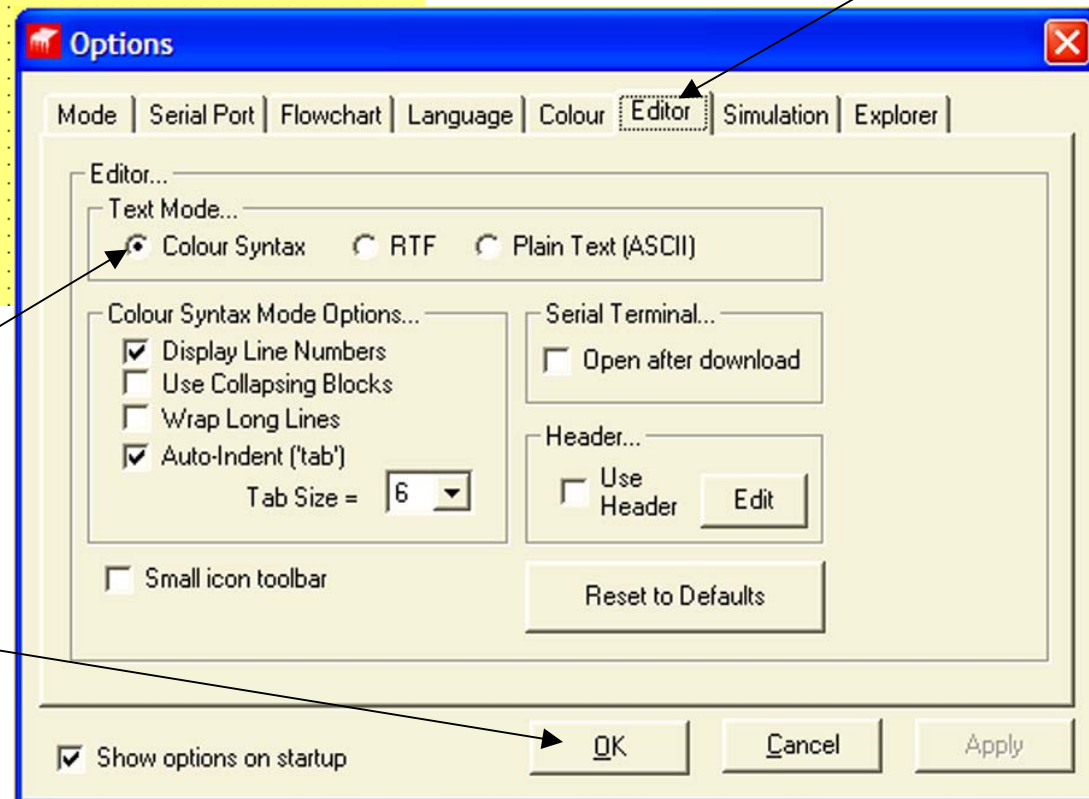 Options
Mode Serial Port Flowchart Language Colour Editor Simulation Explorer
Editor...
Text Mode...
Colour Syntax RTF Plain Text (ASCII)
Colour Syntax Mode Options...
Display Line Numbers
Use Collapsing Blocks
Wrap Long Lines
Auto-Indent ('tab')
Tab Size = 6
Serial Terminal...
Open after download
Header...
Use
Header
Edit
Small icon toolbar
Reset to Defaults
Show options on startup
OK Cancel Apply